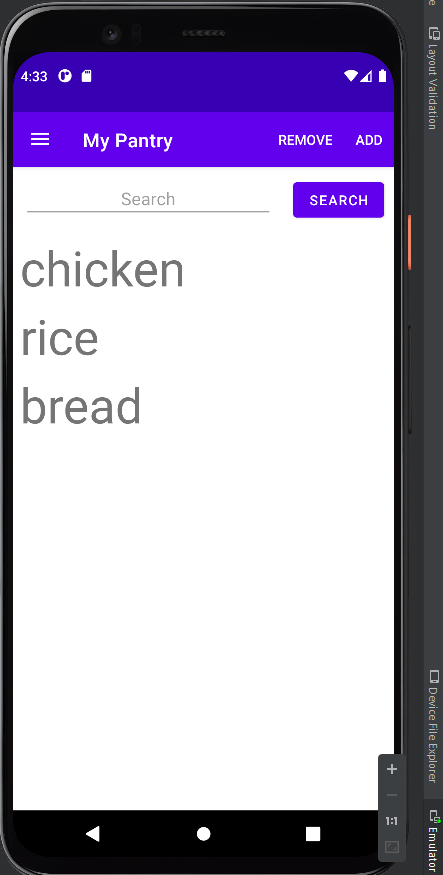 4:33
My Pantry REMOVE ADD
Search SEARCH
chicken
rice
bread
1:1
Layout Validation
Device File Explorer
Emulator